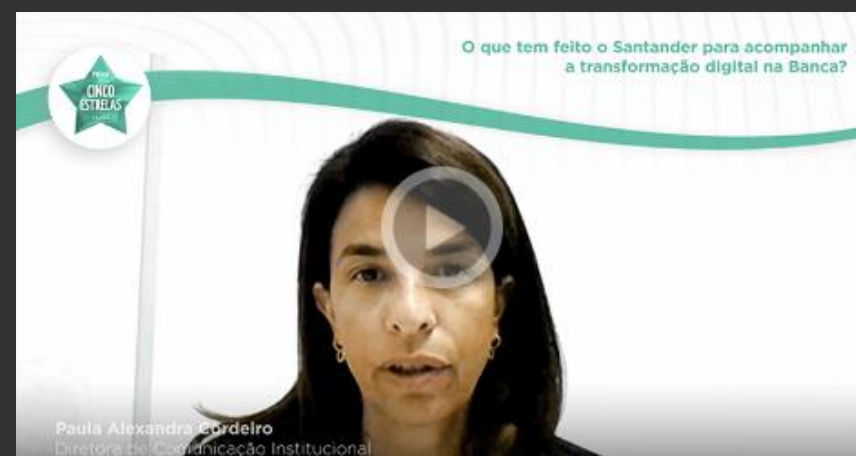 O que tem feito o Santander para acompanhar
a transformação digital na Banca?
CINCO
ESTRELAS
Paula Alexandra Cordeiro
Diretora de Comunicação Institucional